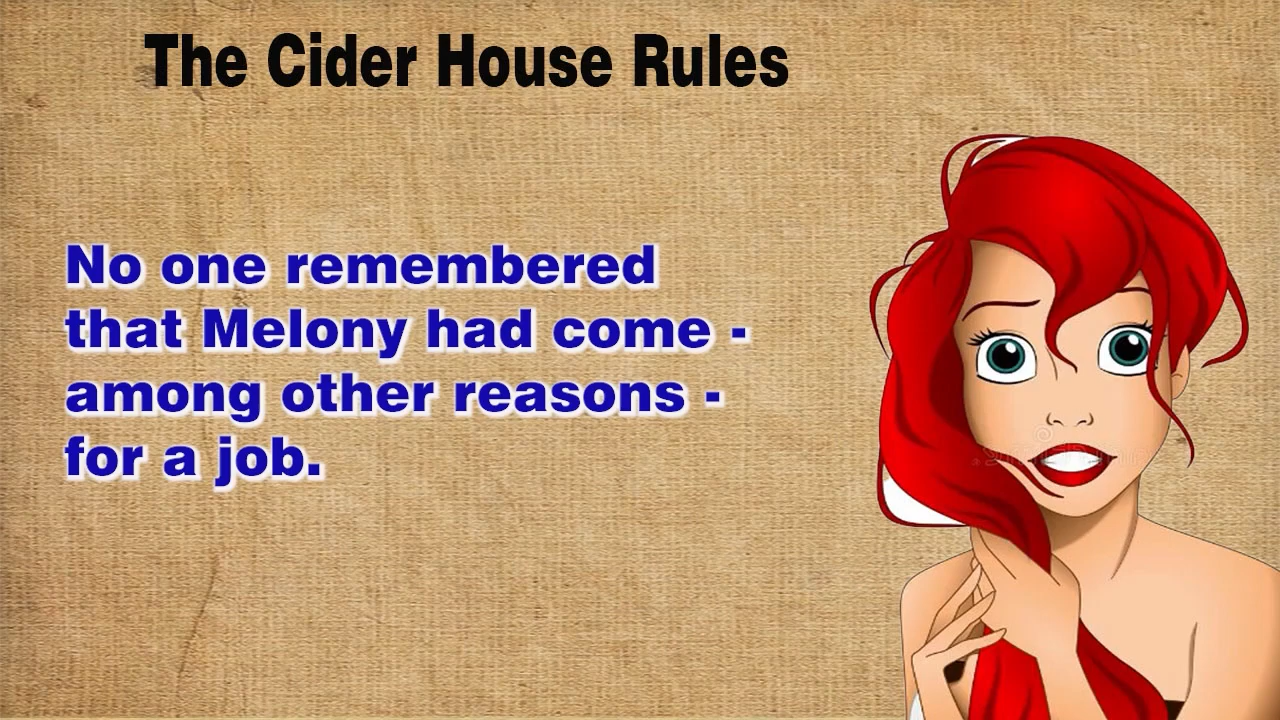 The Cider House Rules
No one remembered
that Melony had come -
among other reasons -
for a job.